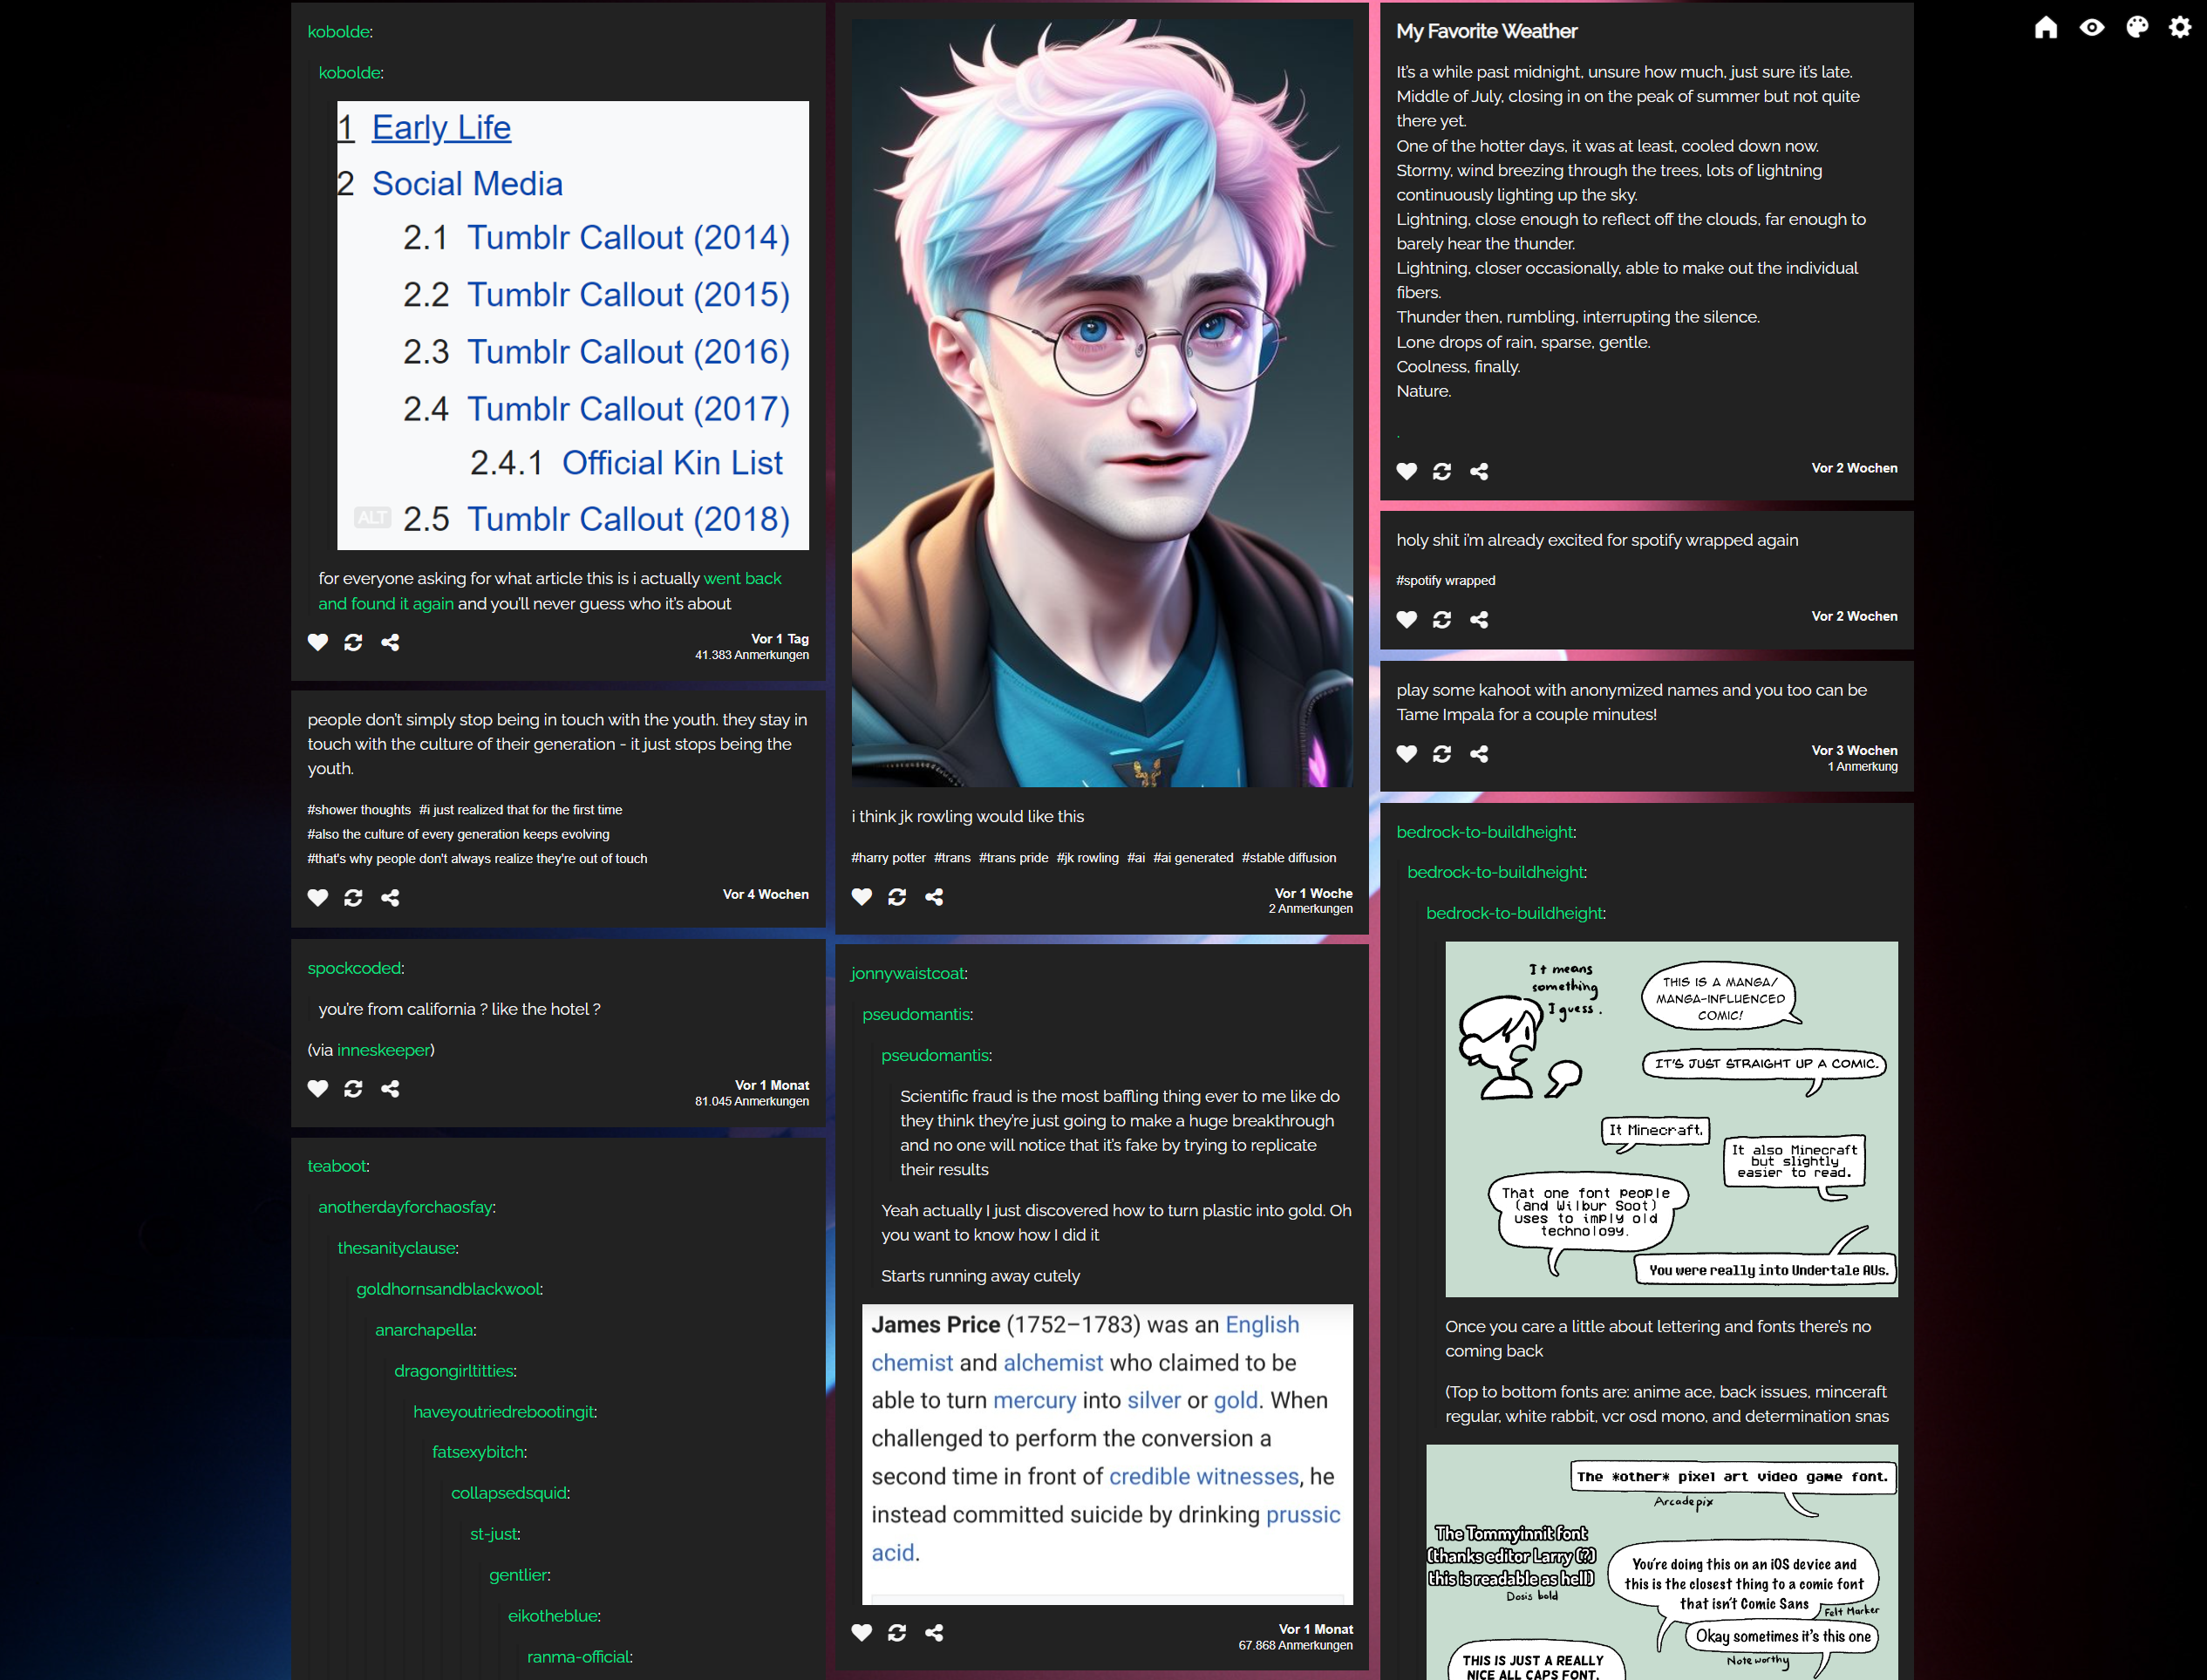 kobolde:
kobolde:
1 Early Life
2 Social Media
2.1 Tumblr Callout (2014)
2.2 Tumblr Callout (2015)
2.3 Tumblr Callout (2016)
2.4 Tumblr Callout (2017)
2.4.1 Official Kin List
ALT 2.5 Tumblr Callout (2018)
for everyone asking for what article this is i actually went back
and found it again and you'll never guess who it's about
Vor 1 Tag
41.383 Anmerkungen
people don't simply stop being in touch with the youth. they stay in
touch with the culture of their generation - it just stops being the
youth.
#shower thoughts #i just realized that for the first time
#also the culture of every generation keeps evolving
#that's why people don't always realize they're out of touch
Vor 4 Wochen
spockcoded:
you're from california ? like the hotel ?
(via inneskeeper)
Vor 1 Monat
81.045 Anmerkungen
teaboot:
anotherdayforchaosfay:
thesanityclause:
goldhornsandblackwool:
anarchapella:
dragongirltitties:
haveyoutriedrebootingit:
fatsexybitch:
collapsedsquid:
st-just:
gentlier:
eikotheblue:
ranma-official:
i think jk rowling would like this
#harry potter #trans #trans pride #jk rowling #ai #ai generated #stable diffusion
Vor 1 Woche
2 Anmerkungen
jonnywaistcoat:
pseudomantis:
pseudomantis:
Scientific fraud is the most baffling thing ever to me like do
they think they're just going to make a huge breakthrough
and no one will notice that it's fake by trying to replicate
their results
Yeah actually I just discovered how to turn plastic into gold. Oh
you want to know how I did it
Starts running away cutely
James Price (1752–1783) was an English
chemist and alchemist who claimed to be
able to turn mercury into silver or gold. When
challenged to perform the conversion a
second time in front of credible witnesses, he
instead committed suicide by drinking prussic
acid.
Vor 1 Monat
67.868 Anmerkungen
My Favorite Weather
It's a while past midnight, unsure how much, just sure it's late.
Middle of July, closing in on the peak of summer but not quite
there yet.
One of the hotter days, it was at least, cooled down now.
Stormy, wind breezing through the trees, lots of lightning
continuously lighting up the sky.
Lightning, close enough to reflect off the clouds, far enough to
barely hear the thunder.
Lightning, closer occasionally, able to make out the individual
fibers.
Thunder then, rumbling, interrupting the silence.
Lone drops of rain, sparse, gentle.
Coolness, finally.
Nature.
.
Vor 2 Wochen
holy shit i'm already excited for spotify wrapped again
#spotify wrapped
Vor 2 Wochen
play some kahoot with anonymized names and you too can be
Tame Impala for a couple minutes!
Vor 3 Wochen
1 Anmerkung
bedrock-to-buildheight:
bedrock-to-buildheight:
bedrock-to-buildheight:
It means
something
I guess.
THIS IS A MANGA/
MANGA-INFLUENCED
COMIC!
IT'S JUST STRAIGHT UP A COMIC.
It Minecraft.
It also Minecraft
but slightly
easier to read.
That one font people
(and Wilbur Soot)
uses to imply old
technology.
You were really into Undertale AUs.
Once you care a little about lettering and fonts there's no
coming back
(Top to bottom fonts are: anime ace, back issues, minceraft
regular, white rabbit, vcr osd mono, and determination snas
The *other* pixel art video game font.
Arcadepix
The Tommyinnit font
(thanks editor Larry (?)
this is readable as hell)
Dosis bold
You're doing this on an iOS device and
this is the closest thing to a comic font
that isn't Comic Sans
Felt Marker
Okay sometimes it's this one
Noteworthy
THIS IS JUST A REALLY
NICE ALL CAPS FONT.